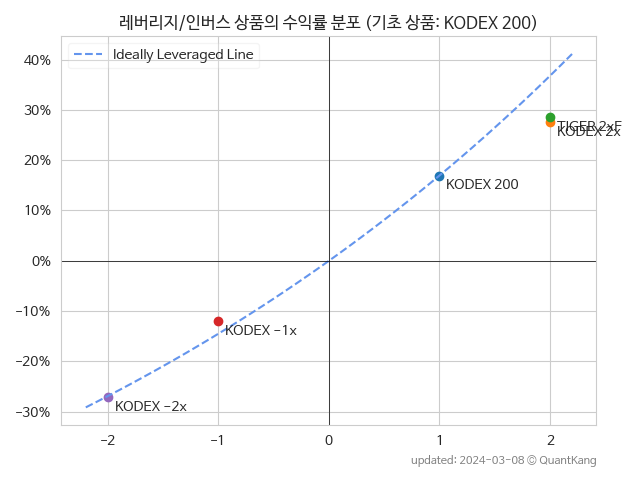 레버리지/인버스 상품의 수익률 분포 (기초 상품: KODEX 200)
Ideally Leveraged Line
40%
30%
20%
10%
0%
−10%
−20%
−30%
TIGER 2xF
KODEX 2x
KODEX 200
KODEX −1x
KODEX −2x
−2
−1
0
1
2
updated: 2024-03-08 © QuantKang